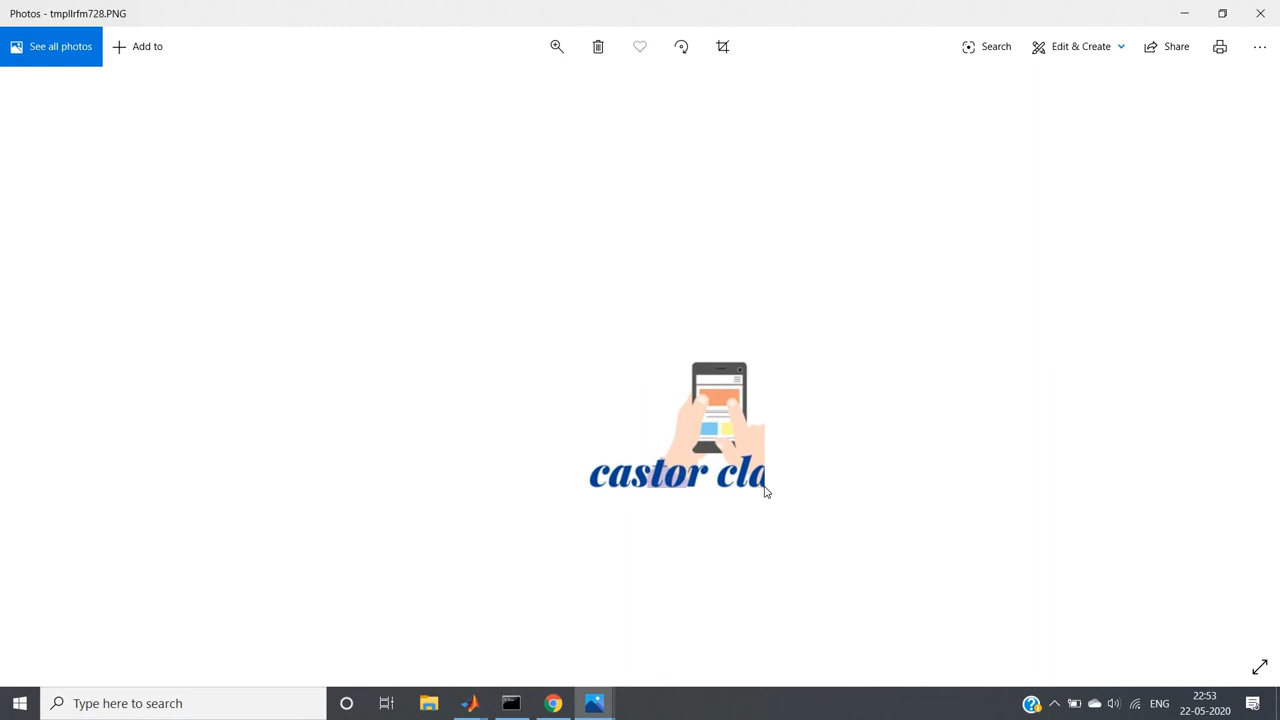 Photos - tmpllrfm728.PNG
See all photos
Add to
Search
Edit & Create
Share
castor cla
Type here to search
ENG
22:53
22-05-2020